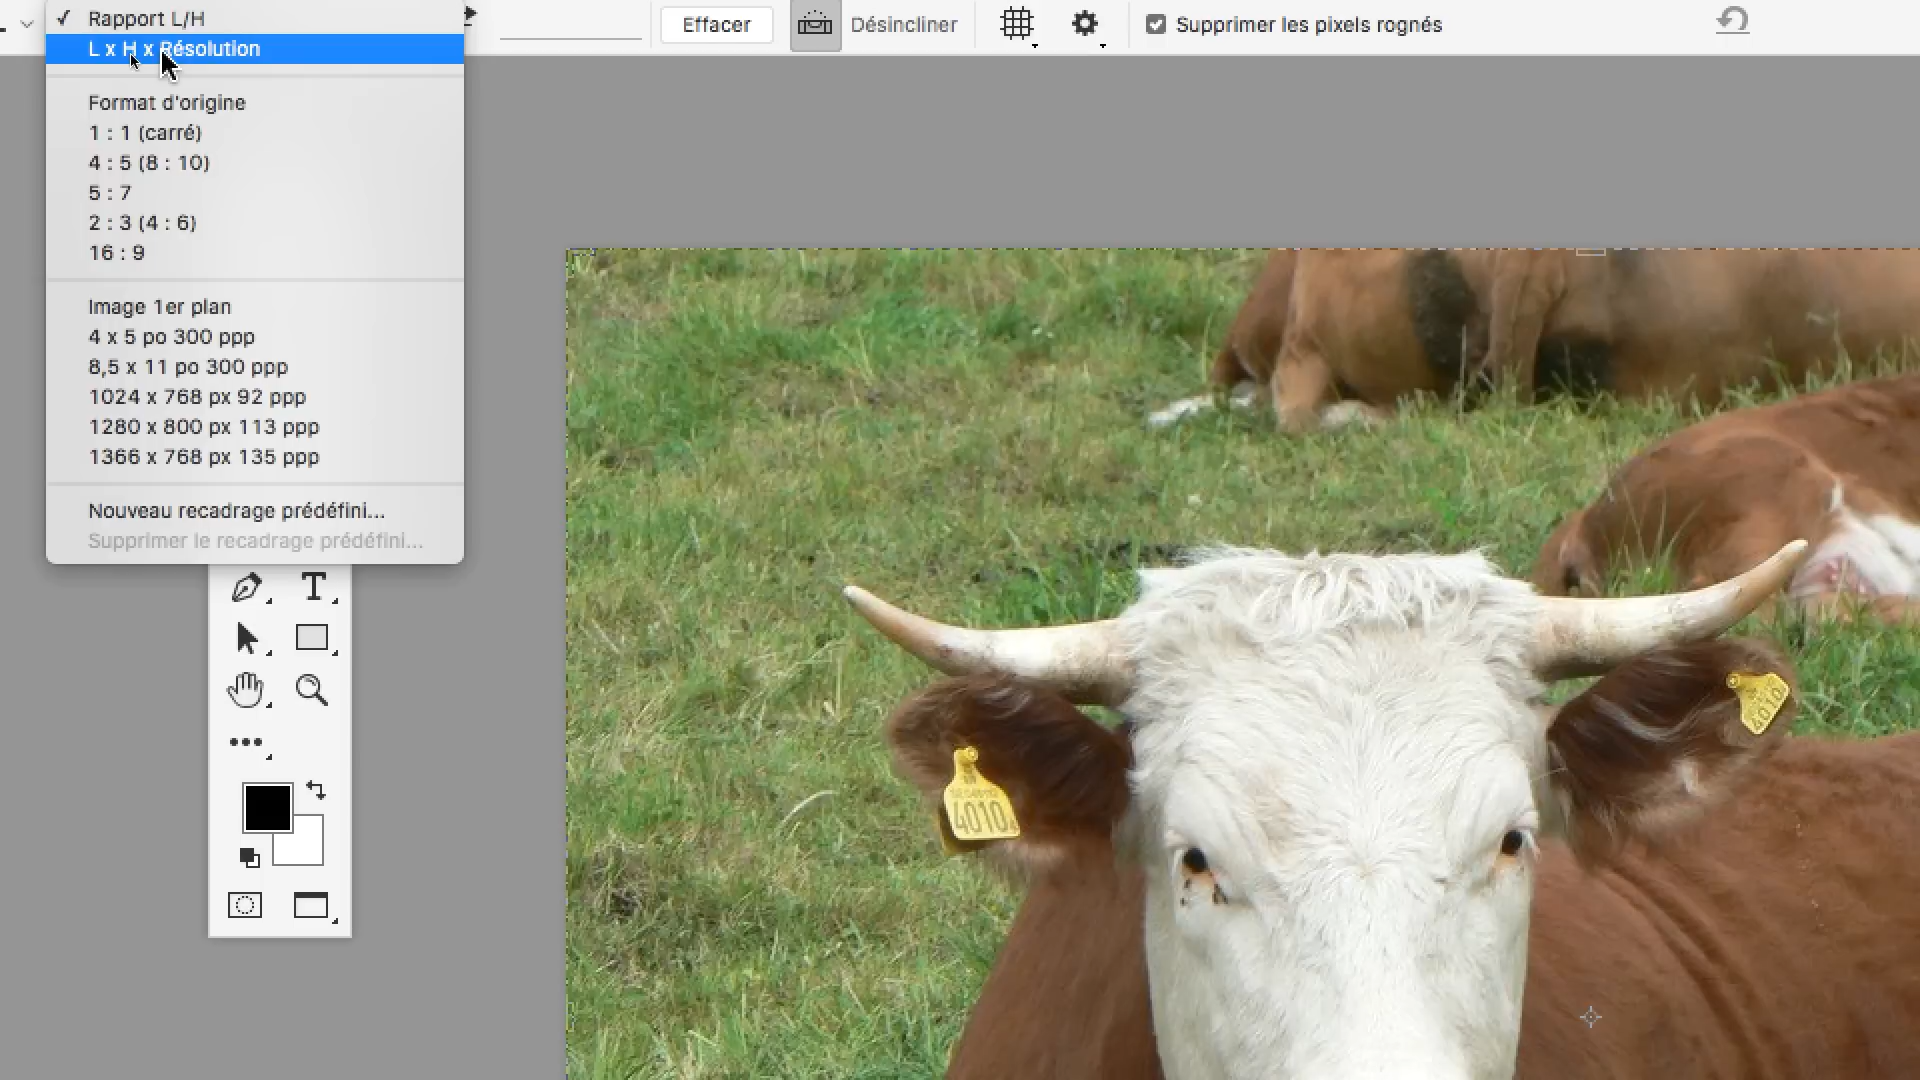 ✓ Rapport L/H
L x H x Résolution
Effacer
Désincliner
Supprimer les pixels rognés
Format d'origine
1 : 1 (carré)
4 : 5 (8 : 10)
5 : 7
2 : 3 (4 : 6)
16 : 9
Image 1er plan
4 x 5 po 300 ppp
8,5 x 11 po 300 ppp
1024 x 768 px 92 ppp
1280 x 800 px 113 ppp
1366 x 768 px 135 ppp
Nouveau recadrage prédéfini...
Supprimer le recadrage prédéfini...
T
4010
4010